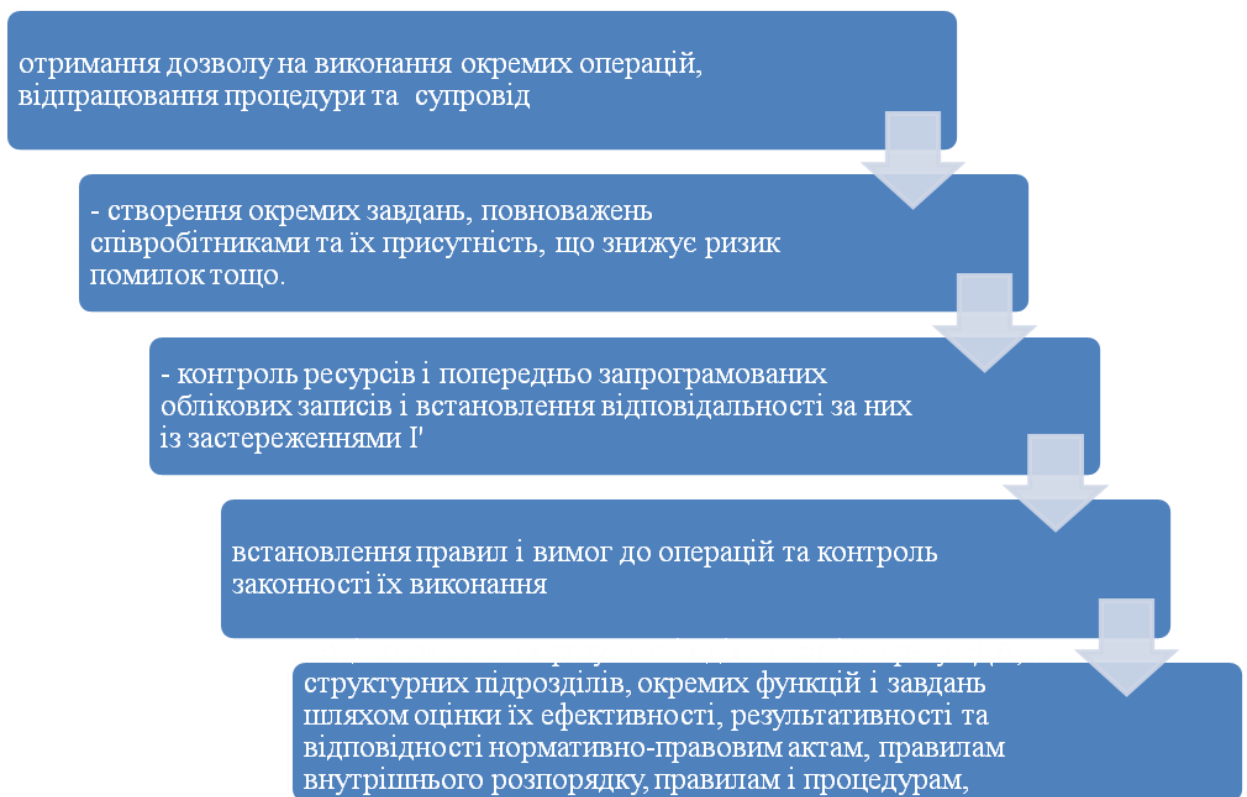 отримання дозволу на виконання окремих операцій,
відпрацювання процедури та супровід
- створення окремих завдань, повноважень
співробітниками та їх присутність, що знижує ризик
помилок тощо.
- контроль ресурсів і попередньо запрограмованих
облікових записів і встановлення відповідальності за них
із застереженнями І'
встановлення правил і вимог до операцій та контроль
законності їх виконання
структурних підрозділів, окремих функцій і завдань
шляхом оцінки їх ефективності, результативності та
відповідності нормативно-правовим актам, правилам
внутрішнього розпорядку, правилам і процедурам,